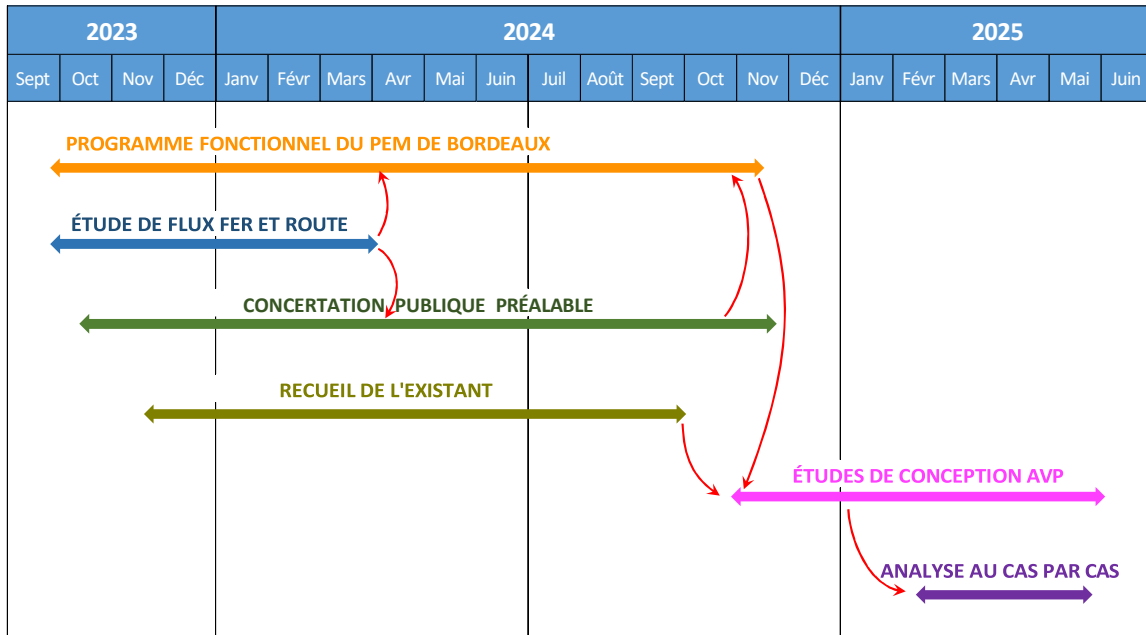 2023 2024 2025
Sept Oct Nov Déc Janv Févr Mars Avr Mai Juin Juil Août Sept Oct Nov Déc Janv Févr Mars Avr Mai Juin
PROGRAMME FONCTIONNEL DU PEM DE BORDEAUX
ÉTUDE DE FLUX FER ET ROUTE
CONCERTATION PUBLIQUE PRÉALABLE
RECUEIL DE L'EXISTANT
ÉTUDES DE CONCEPTION AVP
ANALYSE AU CAS PAR CAS